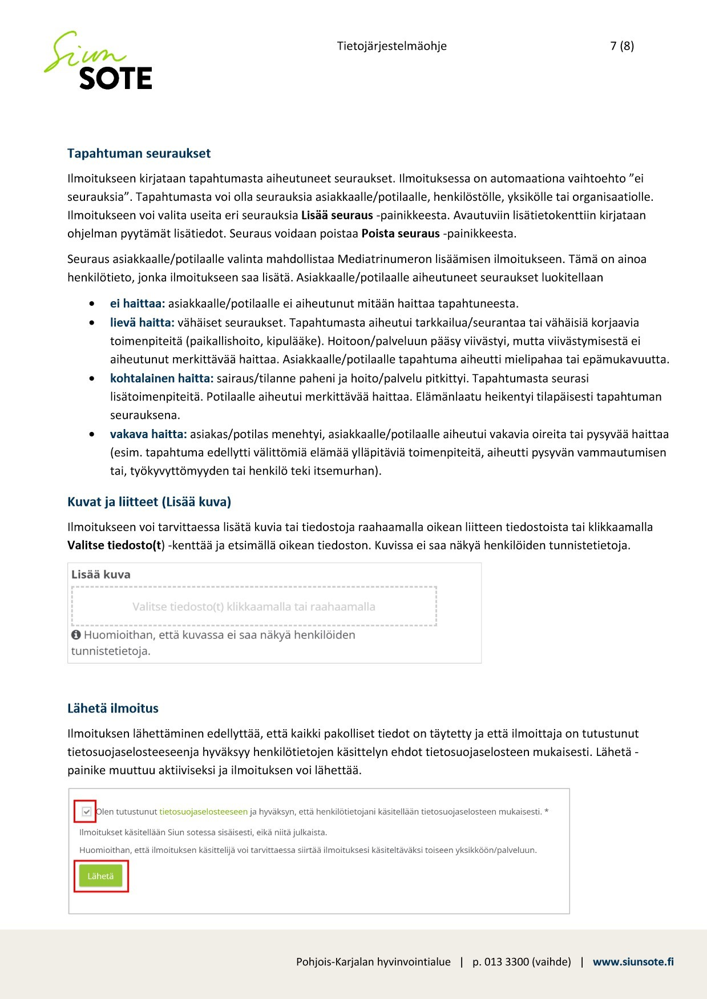 Siun
SOTE
Tietojärjestelmäohje
7 (8)
Tapahtuman seuraukset
Ilmoitukseen kirjataan tapahtumasta aiheutuneet seuraukset. Ilmoituksessa on automaationa vaihtoehto ”ei
seurauksia”. Tapahtumasta voi olla seurauksia asiakkaalle/potilaalle, henkilöstölle, yksikölle tai organisaatiolle.
Ilmoitukseen voi valita useita eri seurauksia Lisää seuraus -painikkeesta. Avautuviin lisätietokenttiin kirjataan
ohjelman pyytämät lisätiedot. Seuraus voidaan poistaa Poista seuraus -painikkeesta.
Seuraus asiakkaalle/potilaalle valinta mahdollistaa Mediatrinumeron lisäämisen ilmoitukseen. Tämä on ainoa
henkilötieto, jonka ilmoitukseen saa lisätä. Asiakkaalle/potilaalle aiheutuneet seuraukset luokitellaan
• ei haittaa: asiakkaalle/potilaalle ei aiheutunut mitään haittaa tapahtuneesta.
• lievä haitta: vähäiset seuraukset. Tapahtumasta aiheutui tarkkailua/seurantaa tai vähäisiä korjaavia
toimenpiteitä (paikallishoito, kipulääke). Hoitoon/palveluun pääsy viivästyi, mutta viivästymisestä ei
aiheutunut merkittävää haittaa. Asiakkaalle/potilaalle tapahtuma aiheutti mielipahaa tai epämukavuutta.
• kohtalainen haitta: sairaus/tilanne paheni ja hoito/palvelu pitkittyi. Tapahtumasta seurasi
lisätoimenpiteitä. Potilaalle aiheutui merkittävää haittaa. Elämänlaatu heikentyi tilapäisesti tapahtuman
seurauksena.
• vakava haitta: asiakas/potilas menehtyi, asiakkaalle/potilaalle aiheutui vakavia oireita tai pysyvää haittaa
(esim. tapahtuma edellytti välittömiä elämää ylläpitäviä toimenpiteitä, aiheutti pysyvän vammautumisen
tai, työkyvyttömyyden tai henkilö teki itsemurhan).
Kuvat ja liitteet (Lisää kuva)
Ilmoitukseen voi tarvittaessa lisätä kuvia tai tiedostoja raahaamalla oikean liitteen tiedostoista tai klikkaamalla
Valitse tiedosto(t) -kenttää ja etsimällä oikean tiedoston. Kuvissa ei saa näkyä henkilöiden tunnistetietoja.
Lisää kuva
Valitse tiedosto(t) klikkaamalla tai raahaamalla
Huomioithan, että kuvassa ei saa näkyä henkilöiden
tunnistetietoja.
Lähetä ilmoitus
Ilmoituksen lähettäminen edellyttää, että kaikki pakolliset tiedot on täytetty ja että ilmoittaja on tutustunut
tietosuojaselosteeseenja hyväksyy henkilötietojen käsittelyn ehdot tietosuojaselosteen mukaisesti. Lähetä -
painike muuttuu aktiiviseksi ja ilmoituksen voi lähettää.
Olen tutustunut tietosuojaselosteeseen ja hyväksyn, että henkilötietojani käsitellään tietosuojaselosteen mukaisesti. *
Ilmoitukset käsitellään Siun sotessa sisäisesti, eikä niitä julkaista.
Huomioithan, että ilmoituksen käsittelijä voi tarvittaessa siirtää ilmoituksesi käsiteltäväksi toiseen yksikköön/palveluun.
Lähetä
Pohjois-Karjalan hyvinvointialue | p. 013 3300 (vaihde) | www.siunsote.fi